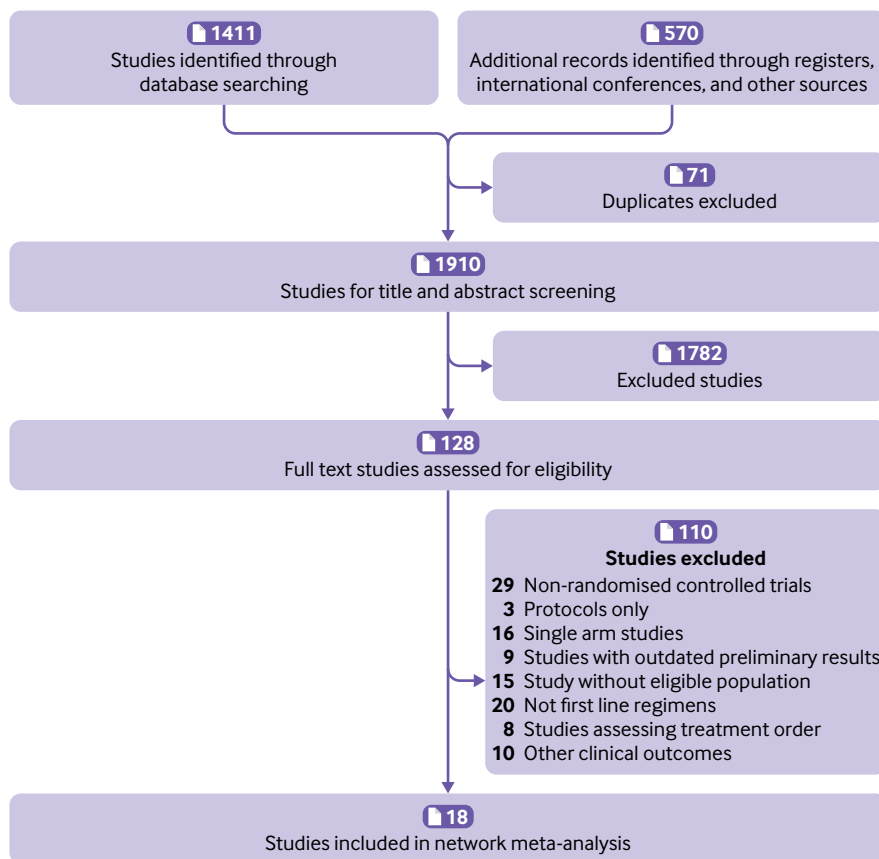 1411
Studies identified through
database searching
570
Additional records identified through registers,
international conferences, and other sources
71
Duplicates excluded
1910
Studies for title and abstract screening
1782
Excluded studies
128
Full text studies assessed for eligibility
110
Studies excluded
29 Non-randomised controlled trials
3 Protocols only
16 Single arm studies
9 Studies with outdated preliminary results
15 Study without eligible population
20 Not first line regimens
8 Studies assessing treatment order
10 Other clinical outcomes
18
Studies included in network meta-analysis